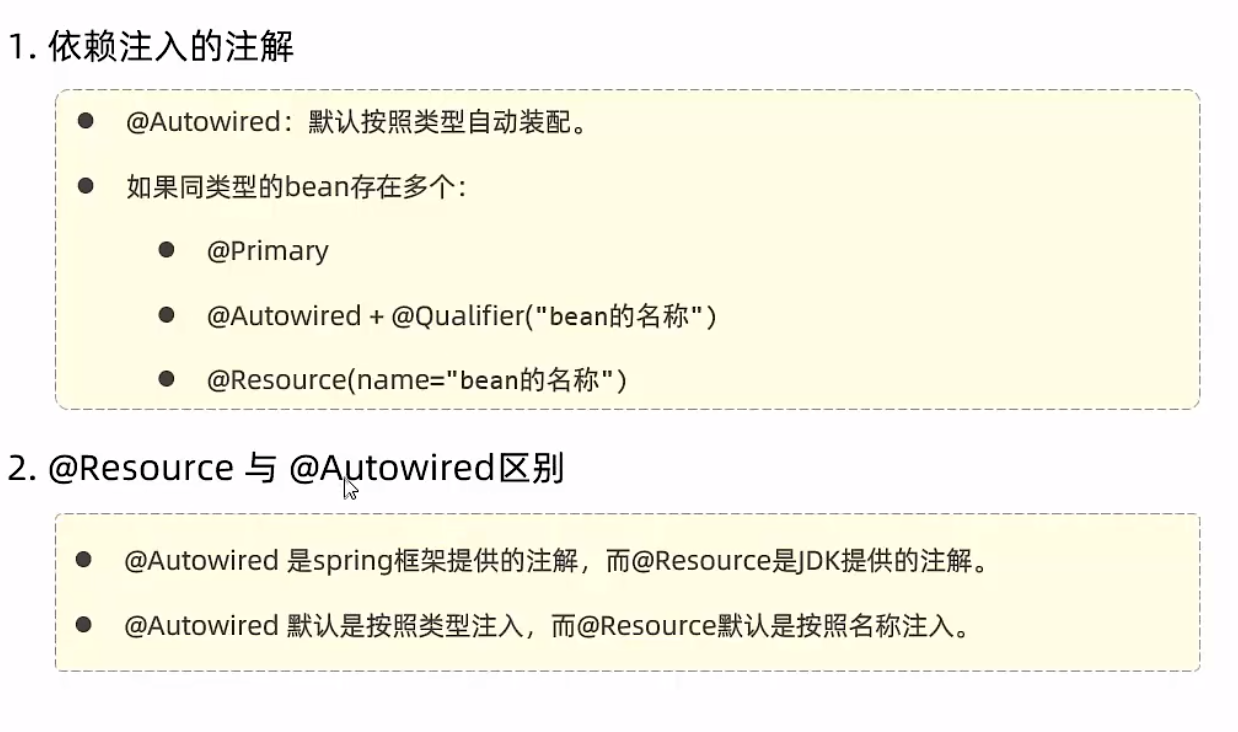 1. 依赖注入的注解
@Autowired：默认按照类型自动装配。
如果同类型的bean存在多个：
@Primary
@Autowired + @Qualifier("bean的名称")
@Resource(name="bean的名称")
2. @Resource 与 @Autowired区别
@Autowired 是spring框架提供的注解，而@Resource是JDK提供的注解。
@Autowired 默认是按照类型注入，而@Resource默认是按照名称注入。